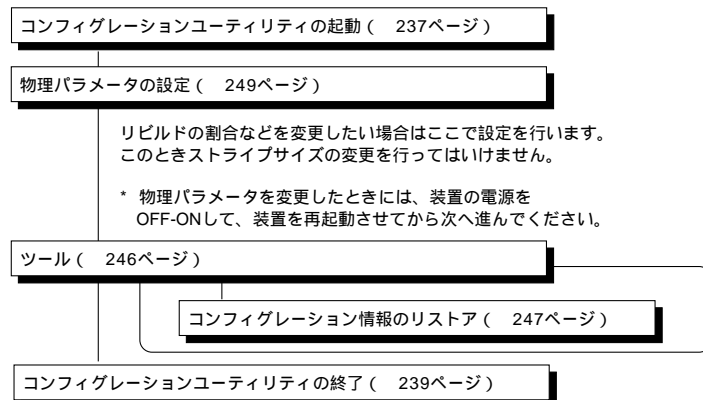 コンフィグレーションユーティリティの起動(　237ページ)
物理パラメータの設定(　249ページ)
リビルドの割合などを変更したい場合はここで設定を行います。
このときストライプサイズの変更を行ってはいけません。
* 物理パラメータを変更したときには、装置の電源を
OFF-ONして、装置を再起動させてから次へ進んでください。
ツール(　246ページ)
コンフィグレーション情報のリストア(　247ページ)
コンフィグレーションユーティリティの終了(　239ページ)